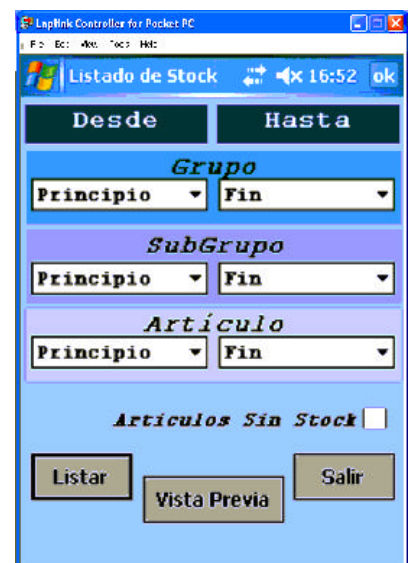 Laplink Controller for Pocket PC
Listado de Stock 16:52 ok
Desde Hasta
Grupo
Principio Fin
SubGrupo
Principio Fin
Artículo
Principio Fin
Articulos Sin Stock
Listar Vista Previa Salir